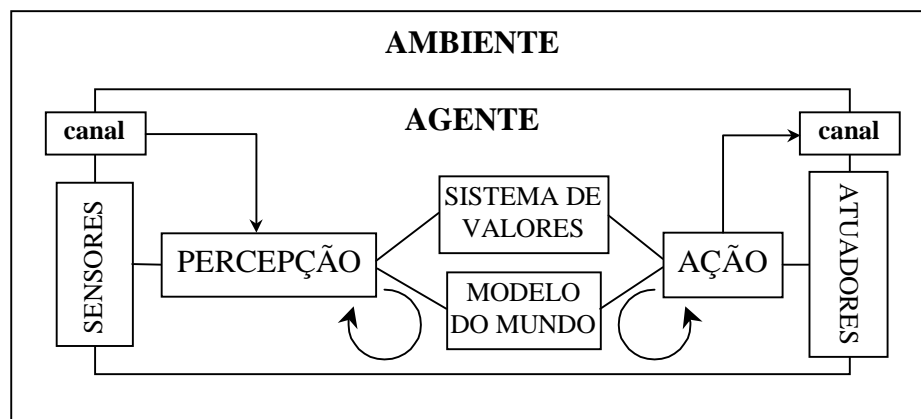 AMBIENTE
AGENTE
canal
canal
SENSORES
PERCEPÇÃO
SISTEMA DE
VALORES
MODELO
DO MUNDO
AÇÃO
ATUADORES